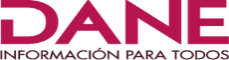 DANE
INFORMACIÓN PARA TODOS